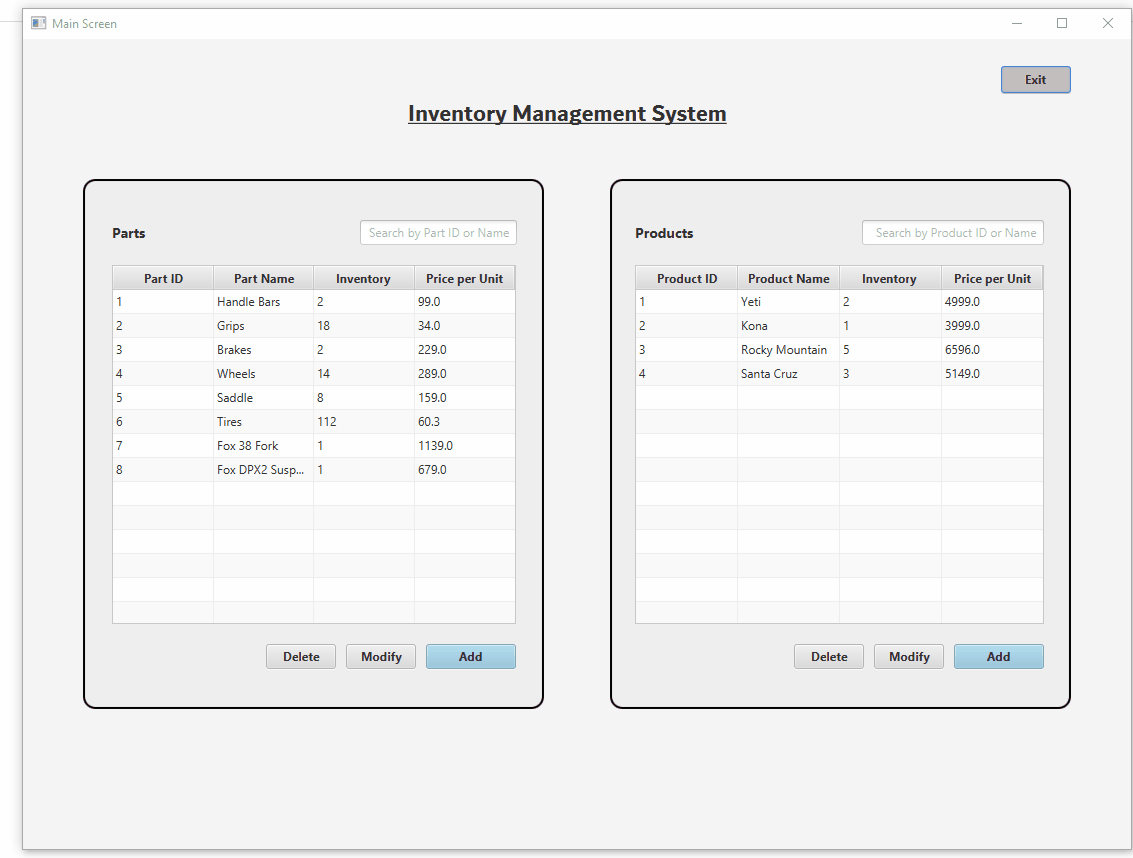 Main Screen
Exit
Inventory Management System
Parts
Search by Part ID or Name
Part ID Part Name Inventory Price per Unit
1 Handle Bars 2 99.0
2 Grips 18 34.0
3 Brakes 2 229.0
4 Wheels 14 289.0
5 Saddle 8 159.0
6 Tires 112 60.3
7 Fox 38 Fork 1 1139.0
8 Fox DPX2 Susp... 1 679.0
Delete Modify Add
Products
Search by Product ID or Name
Product ID Product Name Inventory Price per Unit
1 Yeti 2 4999.0
2 Kona 1 3999.0
3 Rocky Mountain 5 6596.0
4 Santa Cruz 3 5149.0
Delete Modify Add